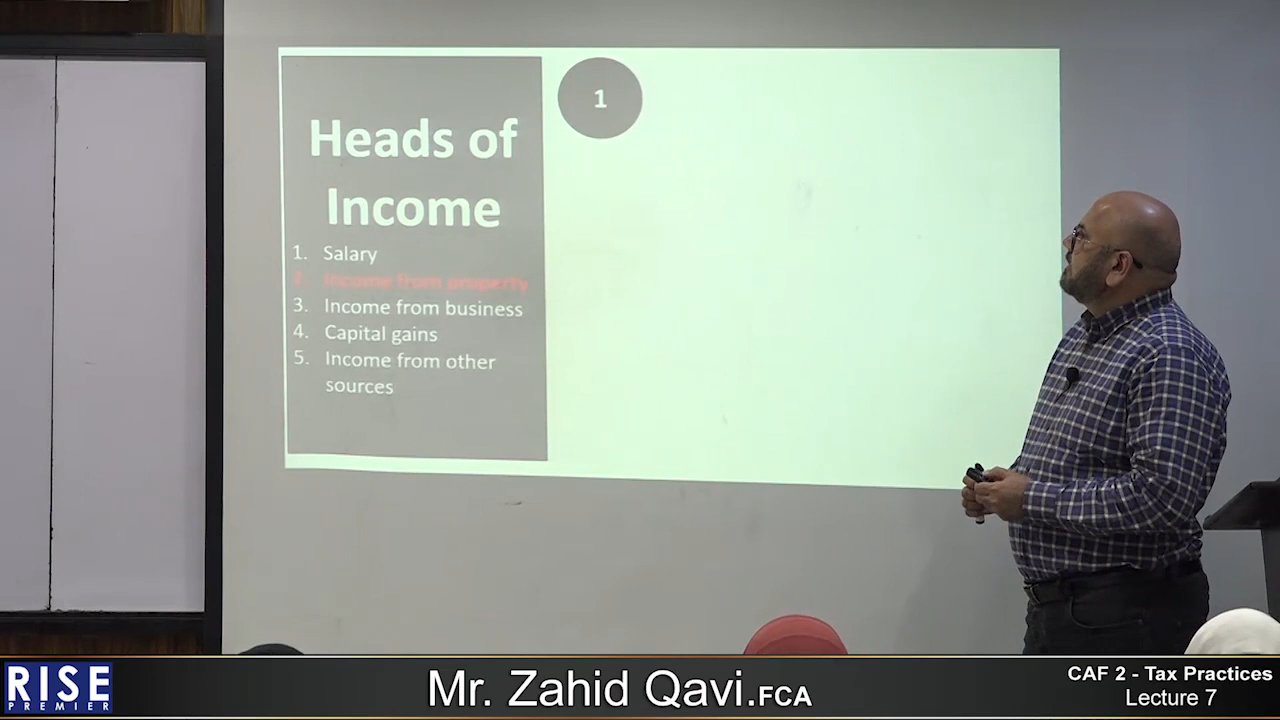 Heads of
Income
1. Salary
2. Income from property
3. Income from business
4. Capital gains
5. Income from other
sources
1
RISE
PREMIER
Mr. Zahid Qavi.FCA
CAF 2 - Tax Practices
Lecture 7